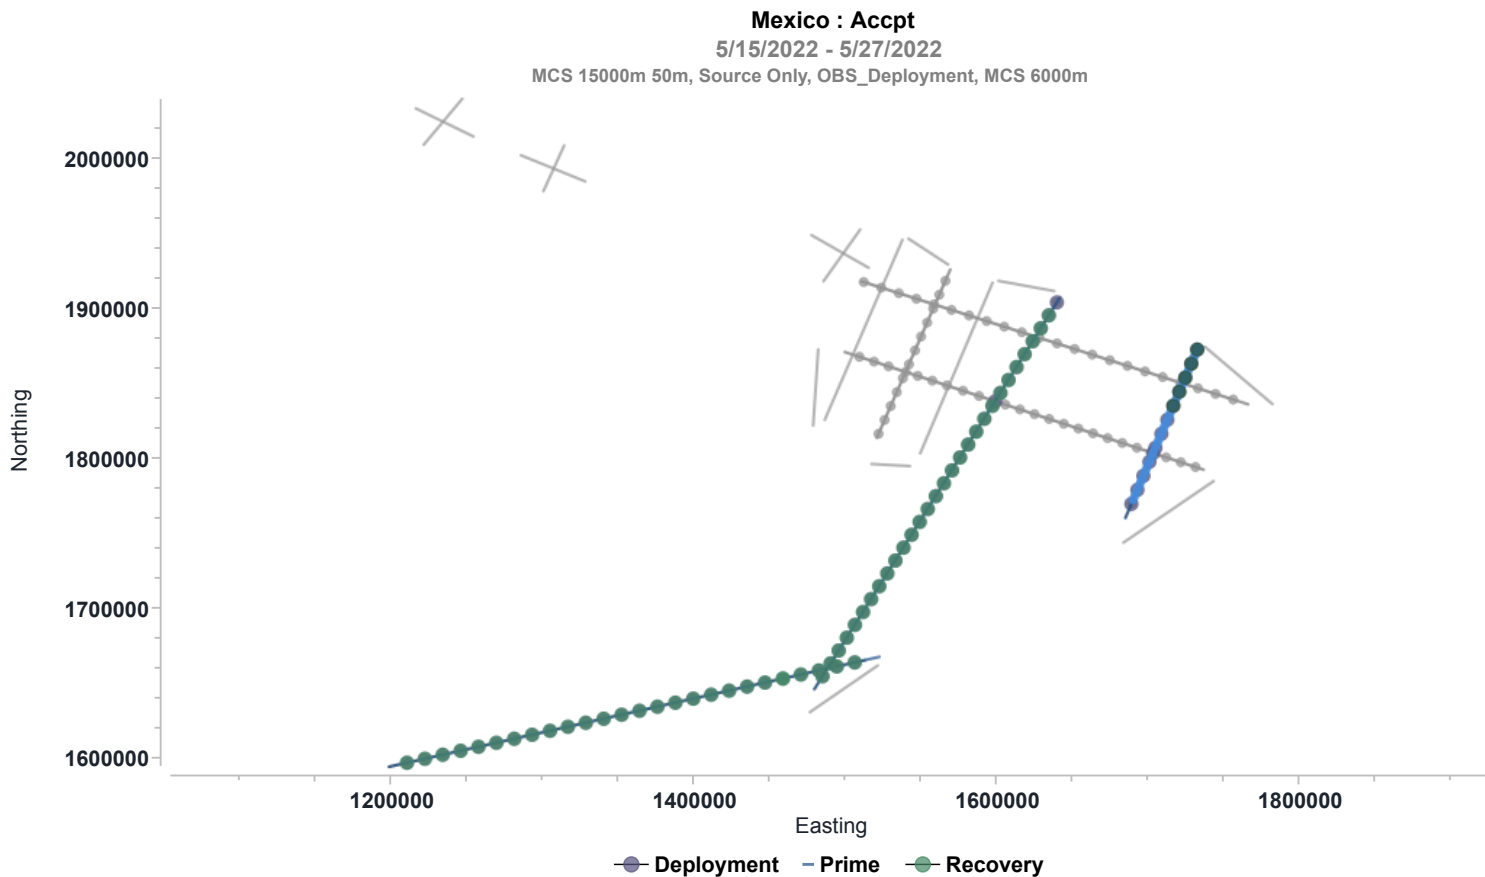 Mexico : Accpt
5/15/2022 - 5/27/2022
MCS 15000m 50m, Source Only, OBS_Deployment, MCS 6000m
2000000
1900000
1800000
1700000
1600000
Northing
1200000 1400000 1600000 1800000
Easting
Deployment Prime Recovery